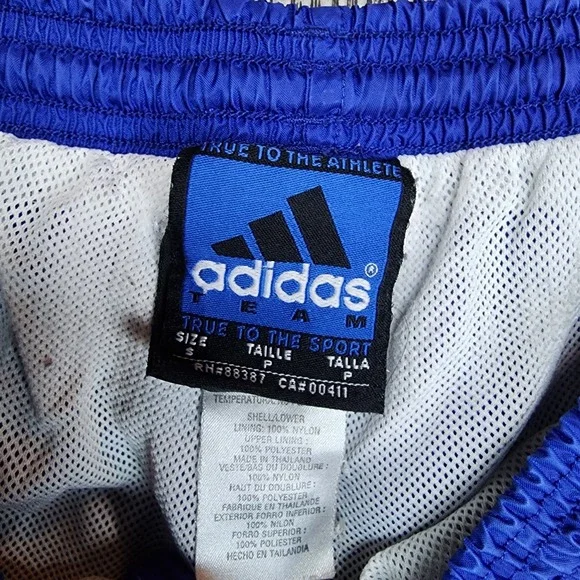 TRUE TO THE ATHLETE
adidas®
TEAM
TRUE TO THE SPORT
SIZE TAILLE TALLA
S P P
RN#88387 CA#00411
SHELL/LOWER
LINING: 100% NYLON
UPPER LINING:
100% POLYESTER
MADE IN THAILAND
VESTE/BAS DU DOUBLURE:
100% NYLON
HAUT DU DOUBLURE:
100% POLYESTER
FABRIQUE EN THAILANDE
EXTERIOR FORRO INFERIOR:
100% NILON
FORRO SUPERIOR:
100% POLIESTER
HECHO EN TAILANDIA